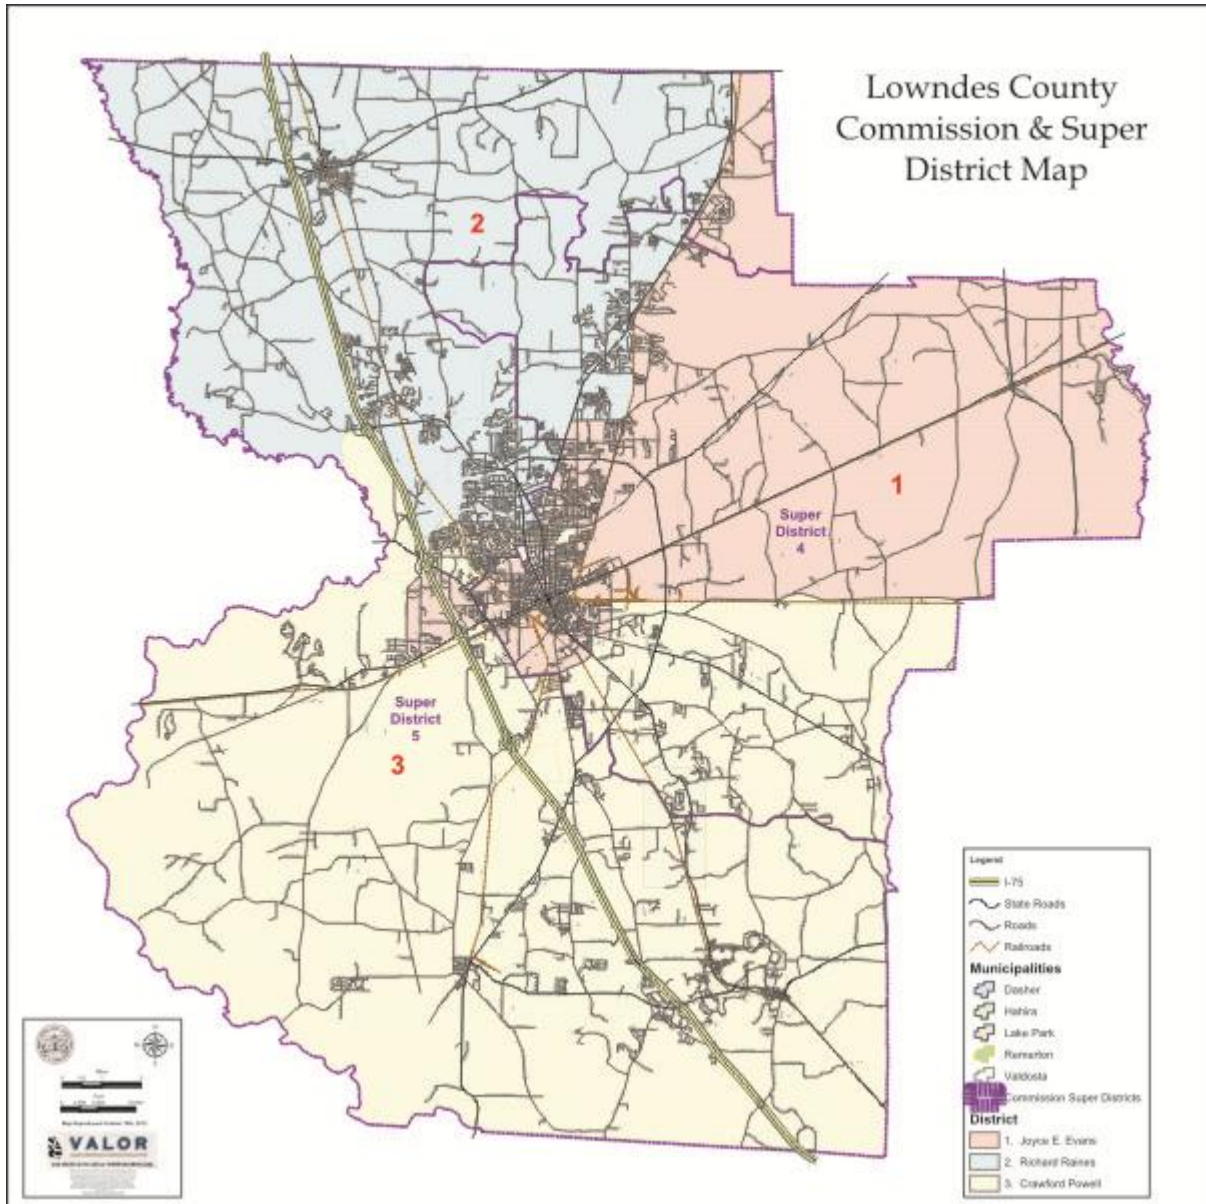 Lowndes County
Commission & Super
District Map
2
1
Super
District
4
Super
District
5
3
Legend
I-75
State Roads
Roads
Railroads
Municipalities
Dasher
Hahira
Lake Park
Remerton
Valdosta
Commission Super Districts
District
1. Joyce E. Evans
2. Richard Raines
3. Crawford Powell
VALOR